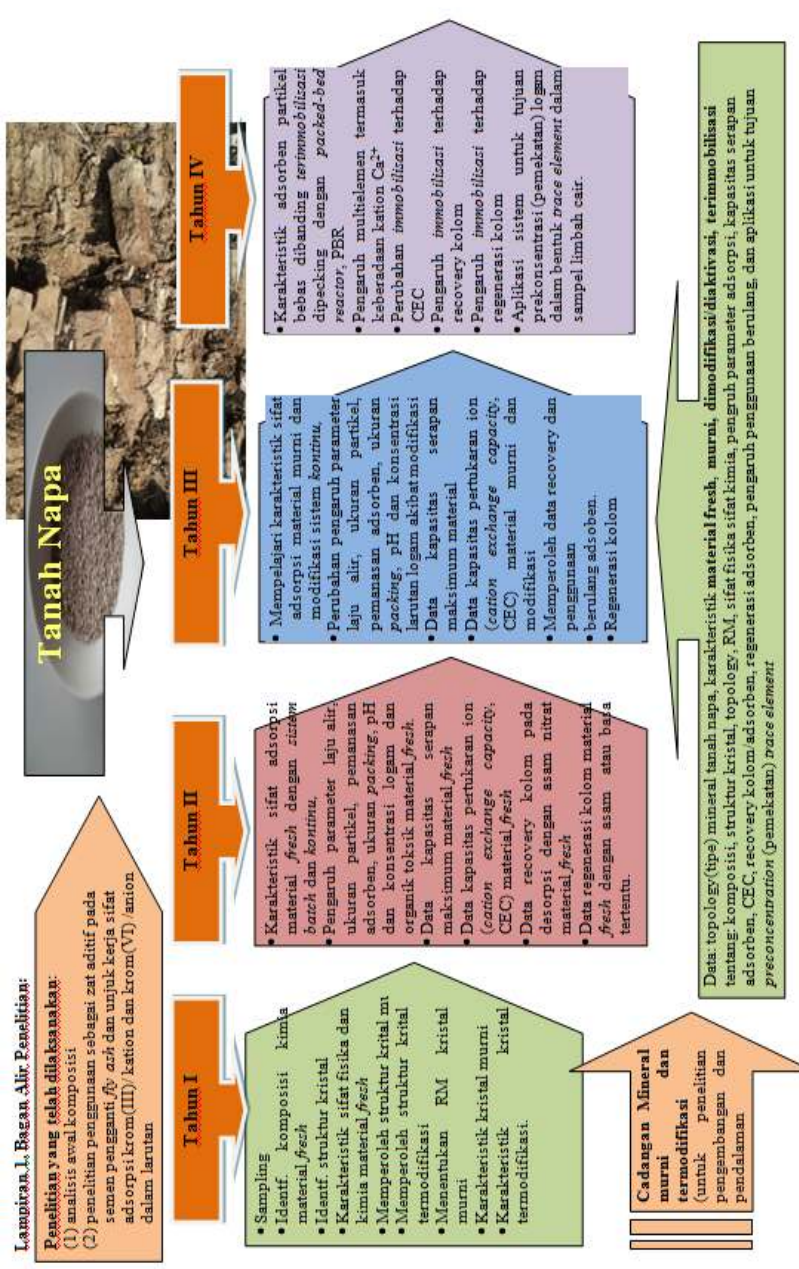 Lampiran 1. Bagan Alir Penelitian:
Penelitian yang telah dilaksanakan:
(1) analisis awal komposisi
(2) penelitian penggunaan sebagai zat aditif pada
semen pengganti fly ash dan unjuk kerja sifat
adsorpsi krom(III)/ kation dan krom(VI) /anion
dalam larutan
Tanah Napa
Tahun I
• Sampling
• Identf. komposisi kimia
material fresh
• Identf. struktur kristal
• Karakteristik sifat fisika dan
kimia material fresh
• Memperoleh struktur krital mu
• Memperoleh struktur krital
termodifikasi
• Menentukan RM kristal
murni
• Karakteristik kristal murni
• Karakteristik kristal
termodifikasi.
Tahun II
• Karakteristik sifat adsorpsi
material fresh dengan sistem
batch dan kontinu,
• Pengaruh parameter laju alir,
ukuran partikel, pemanasan
adsorben, ukuran packing, pH
dan konsentrasi logam dan
organik toksik material fresh.
• Data kapasitas serapan
maksimum material fresh
• Data kapasitas pertukaran ion
(cation exchange capacity,
CEC) material fresh
• Data recovery kolom pada
desorpsi dengan asam nitrat
material fresh
• Data regenerasi kolom material
fresh dengan asam atau basa
tertentu.
Tahun III
• Mempelajari karakteristik sifat
adsorpsi material murni dan
modifikasi sistem kontinu,
• Perubahan pengaruh parameter
laju alir, ukuran partikel,
pemanasan adsorben, ukuran
packing, pH dan konsentrasi
larutan logam akibat modifikasi
• Data kapasitas serapan
maksimum material
• Data kapasitas pertukaran ion
(cation exchange capacity,
CEC) material murni dan
modifikasi
• Memperoleh data recovery dan
penggunaan
• berulang adsoben.
• Regenerasi kolom
Tahun IV
• Karakteristik adsorben partikel
bebas dibanding terimmobilizasi
dipecking dengan packed-bed
reactor, PBR
• Pengaruh multielemen termasuk
keberadaan kation Ca²⁺
• Perubahan immobilizasi terhadap
CEC
• Pengaruh immobilizasi terhadap
recovery kolom
• Pengaruh immobilizasi terhadap
regenerasi kolom
• Aplikasi sistem untuk tujuan
prekonsentrasi (pemekatan) logam
dalam bentuk trace element dalam
sampel limbah cair.
Cadangan Mineral
murni dan
termodifikasi
(untuk penelitian
pengembangan dan
pendalaman
Data: topology(tipe) mineral tanah napa, karakteristik material fresh, murni, dimodifikasi/diaktivasi, terimmobilisasi
tentang: komposisi, struktur kristal, topology, RM, sifat fisika sifat kimia, pengruh parameter adsorpsi, kapasitas serapan
adsorben, CEC, recovery kolom/adsorben, regenerasi adsorben, pengaruh penggunaan berulang, dan aplikasi untuk tujuan
preconcentration (pemekatan) trace element